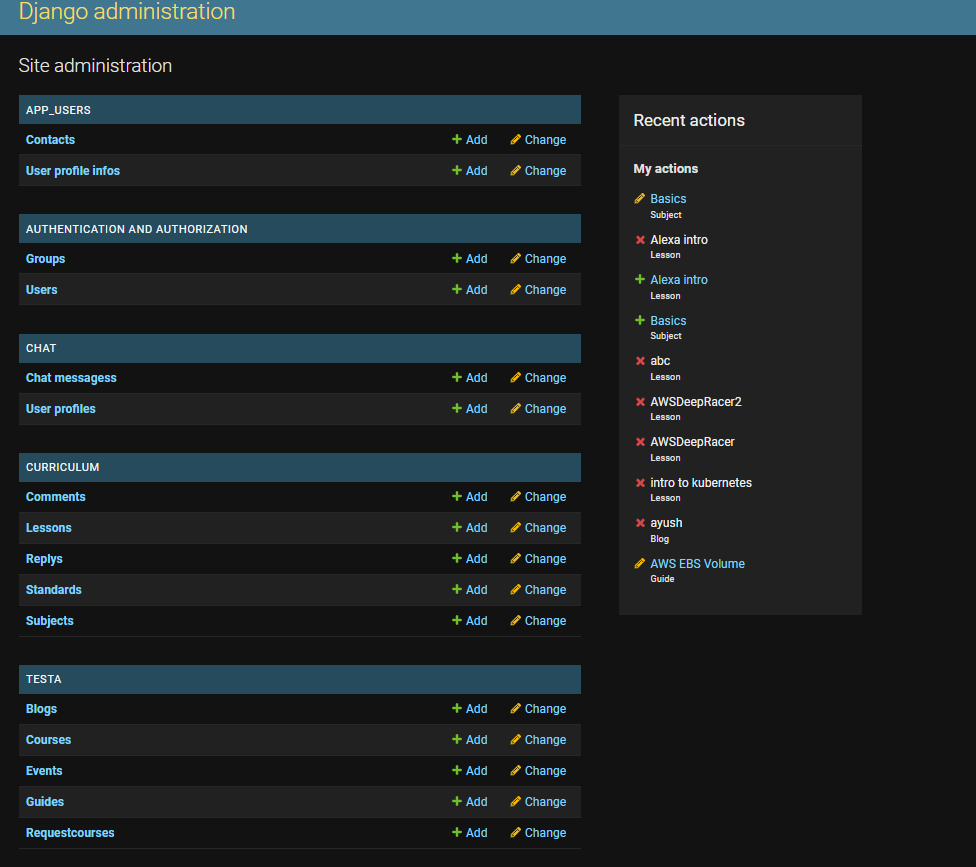 Django administration
Site administration
APP_USERS
Contacts Add Change
User profile infos Add Change
AUTHENTICATION AND AUTHORIZATION
Groups Add Change
Users Add Change
CHAT
Chat messagess Add Change
User profiles Add Change
CURRICULUM
Comments Add Change
Lessons Add Change
Replys Add Change
Standards Add Change
Subjects Add Change
TESTA
Blogs Add Change
Courses Add Change
Events Add Change
Guides Add Change
Requestcourses Add Change
Recent actions
My actions
Basics
Subject
Alexa intro
Lesson
Alexa intro
Lesson
Basics
Subject
abc
Lesson
AWSDeepRacer2
Lesson
AWSDeepRacer
Lesson
intro to kubernetes
Lesson
ayush
Blog
AWS EBS Volume
Guide